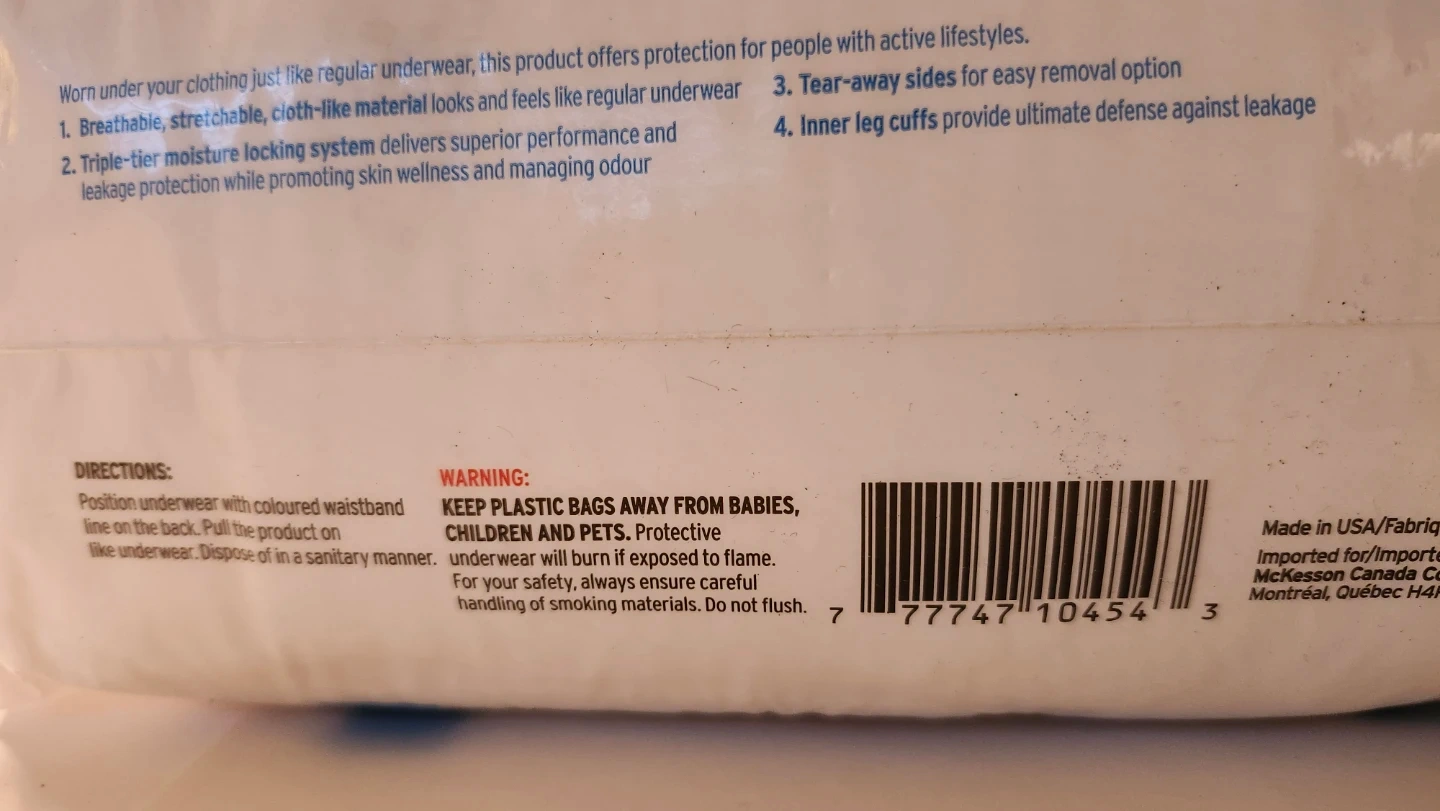 Worn under your clothing just like regular underwear, this product offers protection for people with active lifestyles.
1. Breathable, stretchable, cloth-like material looks and feels like regular underwear
2. Triple-tier moisture locking system delivers superior performance and
leakage protection while promoting skin wellness and managing odour
3. Tear-away sides for easy removal option
4. Inner leg cuffs provide ultimate defense against leakage
DIRECTIONS:
Position underwear with coloured waistband
line on the back. Pull the product on
like underwear. Dispose of in a sanitary manner.
WARNING:
KEEP PLASTIC BAGS AWAY FROM BABIES,
CHILDREN AND PETS. Protective
underwear will burn if exposed to flame.
For your safety, always ensure careful
handling of smoking materials. Do not flush.
7 77747 10454 3
Made in USA/Fabriq
Imported for/Importé
McKesson Canada Co
Montréal, Québec H4P